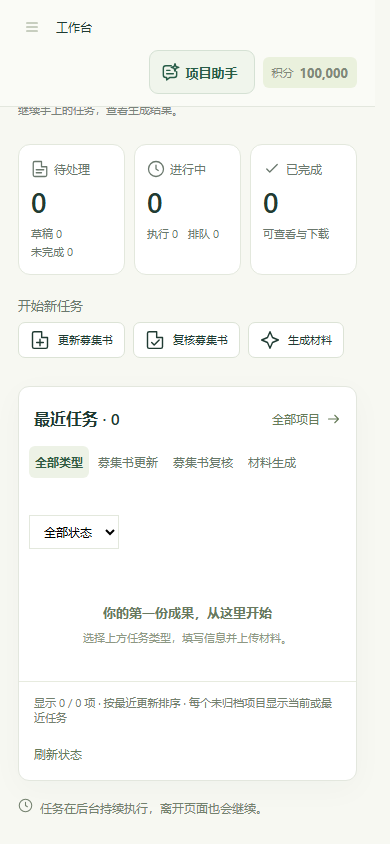 工作台
项目助手
积分 100,000
继续手上的任务，查看生成结果。
待处理
0
草稿 0
未完成 0
进行中
0
执行 0 排队 0
已完成
0
可查看与下载
开始新任务
更新募集书
复核募集书
生成材料
最近任务 · 0
全部项目
全部类型 募集书更新 募集书复核 材料生成
全部状态
你的第一份成果，从这里开始
选择上方任务类型，填写信息并上传材料。
显示 0 / 0 项 · 按最近更新排序 · 每个未归档项目显示当前或最
近任务
刷新状态
任务在后台持续执行，离开页面也会继续。